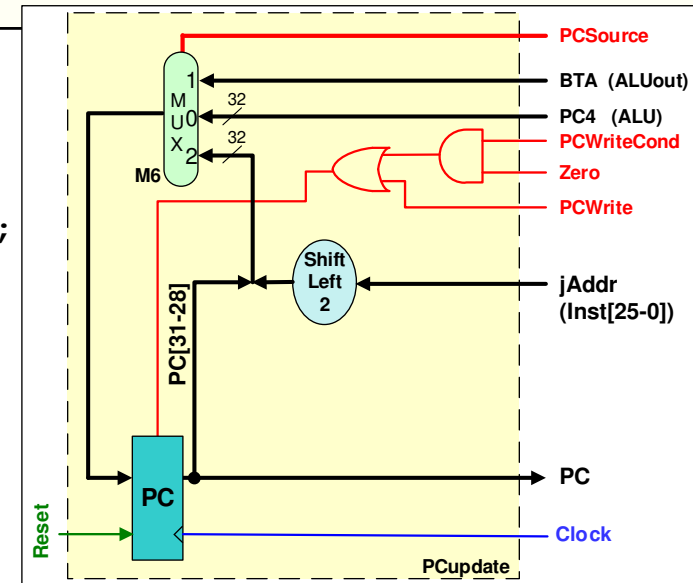 PCSource
1
BTA (ALUout)
M
U
X
0
32
PC4 (ALU)
PCWriteCond
2
32
M6
Zero
PCWrite
;
Shift
Left
2
jAddr
(Inst[25-0])
PC[31-28]
PC
PC
Reset
Clock
PCupdate